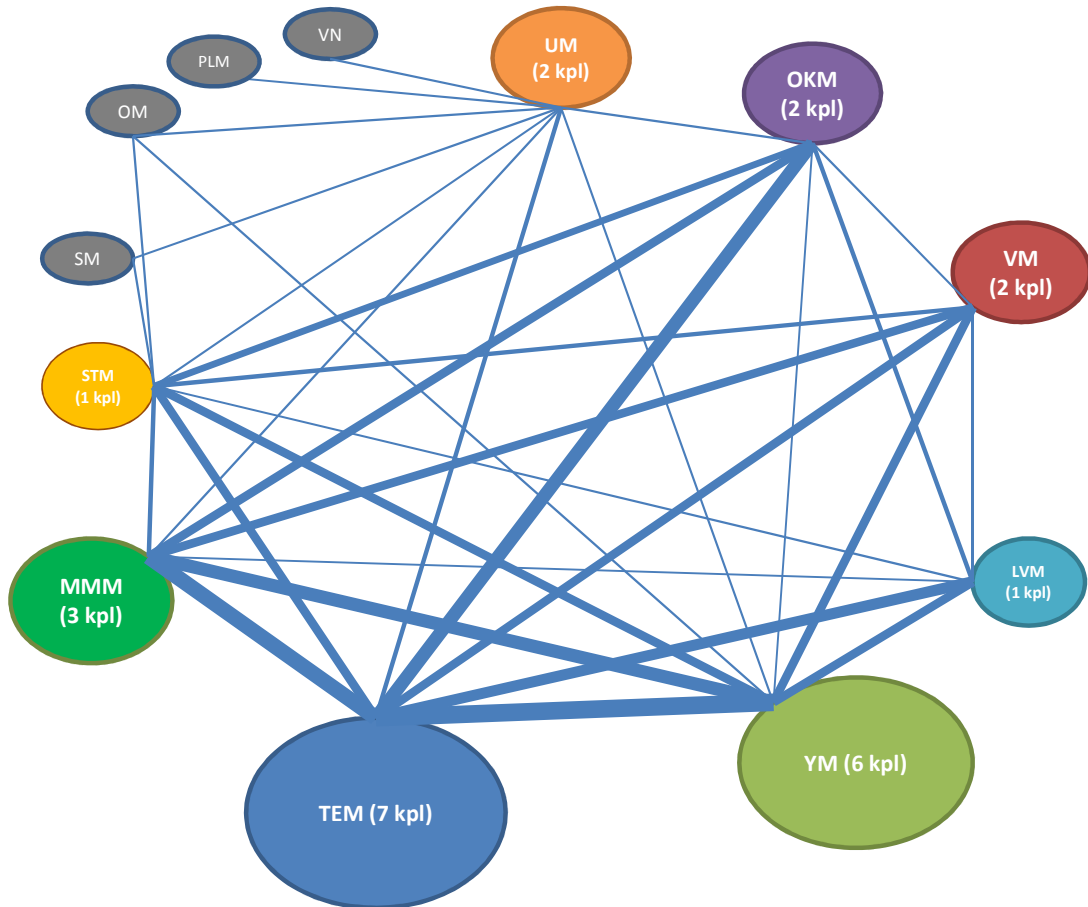 VN
PLM
OM
SM
UM
(2 kpl)
OKM
(2 kpl)
VM
(2 kpl)
STM
(1 kpl)
LVM
(1 kpl)
MMM
(3 kpl)
YM (6 kpl)
TEM (7 kpl)